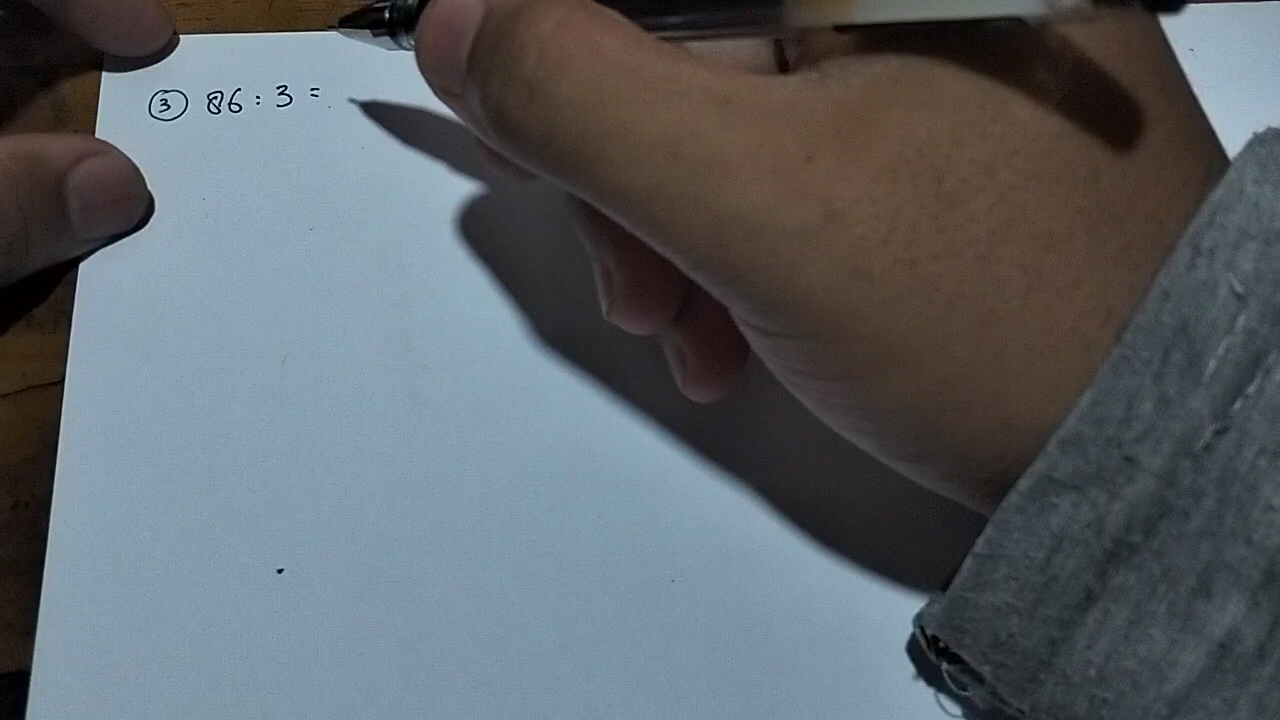 ③ 86 : 3 =